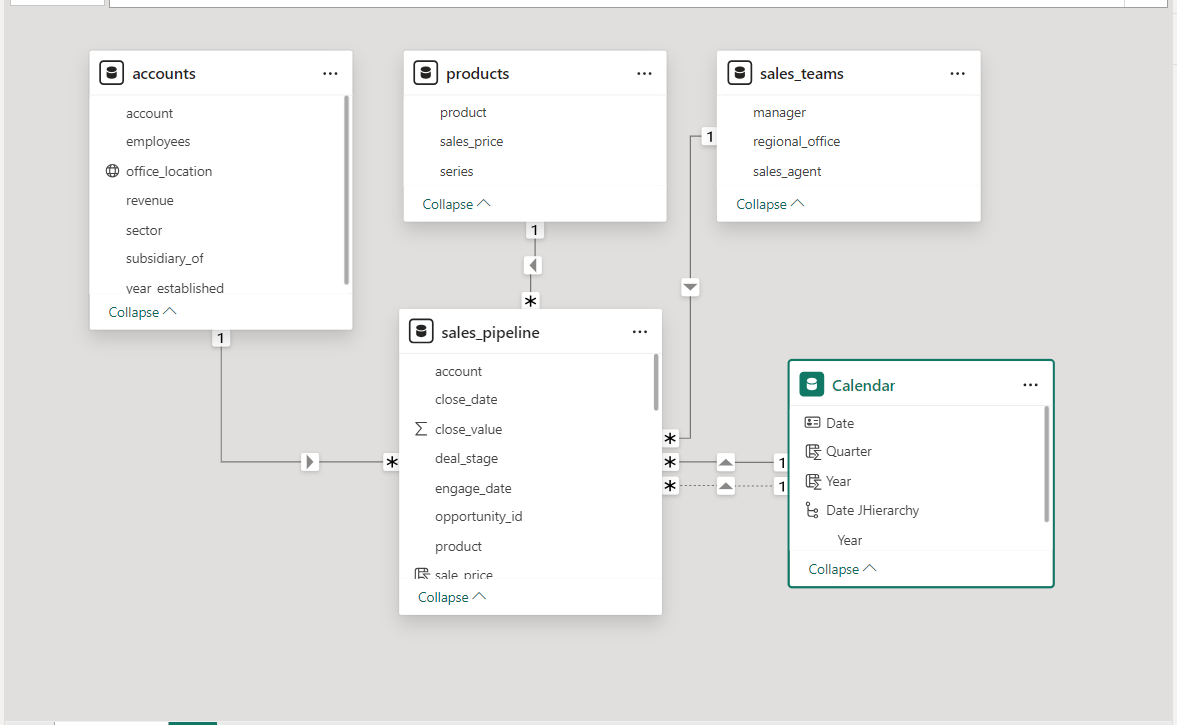 accounts
...
account
employees
office_location
revenue
sector
subsidiary_of
year_established
Collapse
1
products
...
product
sales_price
series
Collapse
1
*
sales_teams
...
manager
regional_office
sales_agent
Collapse
1
sales_pipeline
...
account
close_date
Σ close_value
deal_stage
engage_date
opportunity_id
product
sale_price
Collapse
*
*
*
*
1
1
Calendar
...
Date
Quarter
Year
Date JHierarchy
Year
Collapse